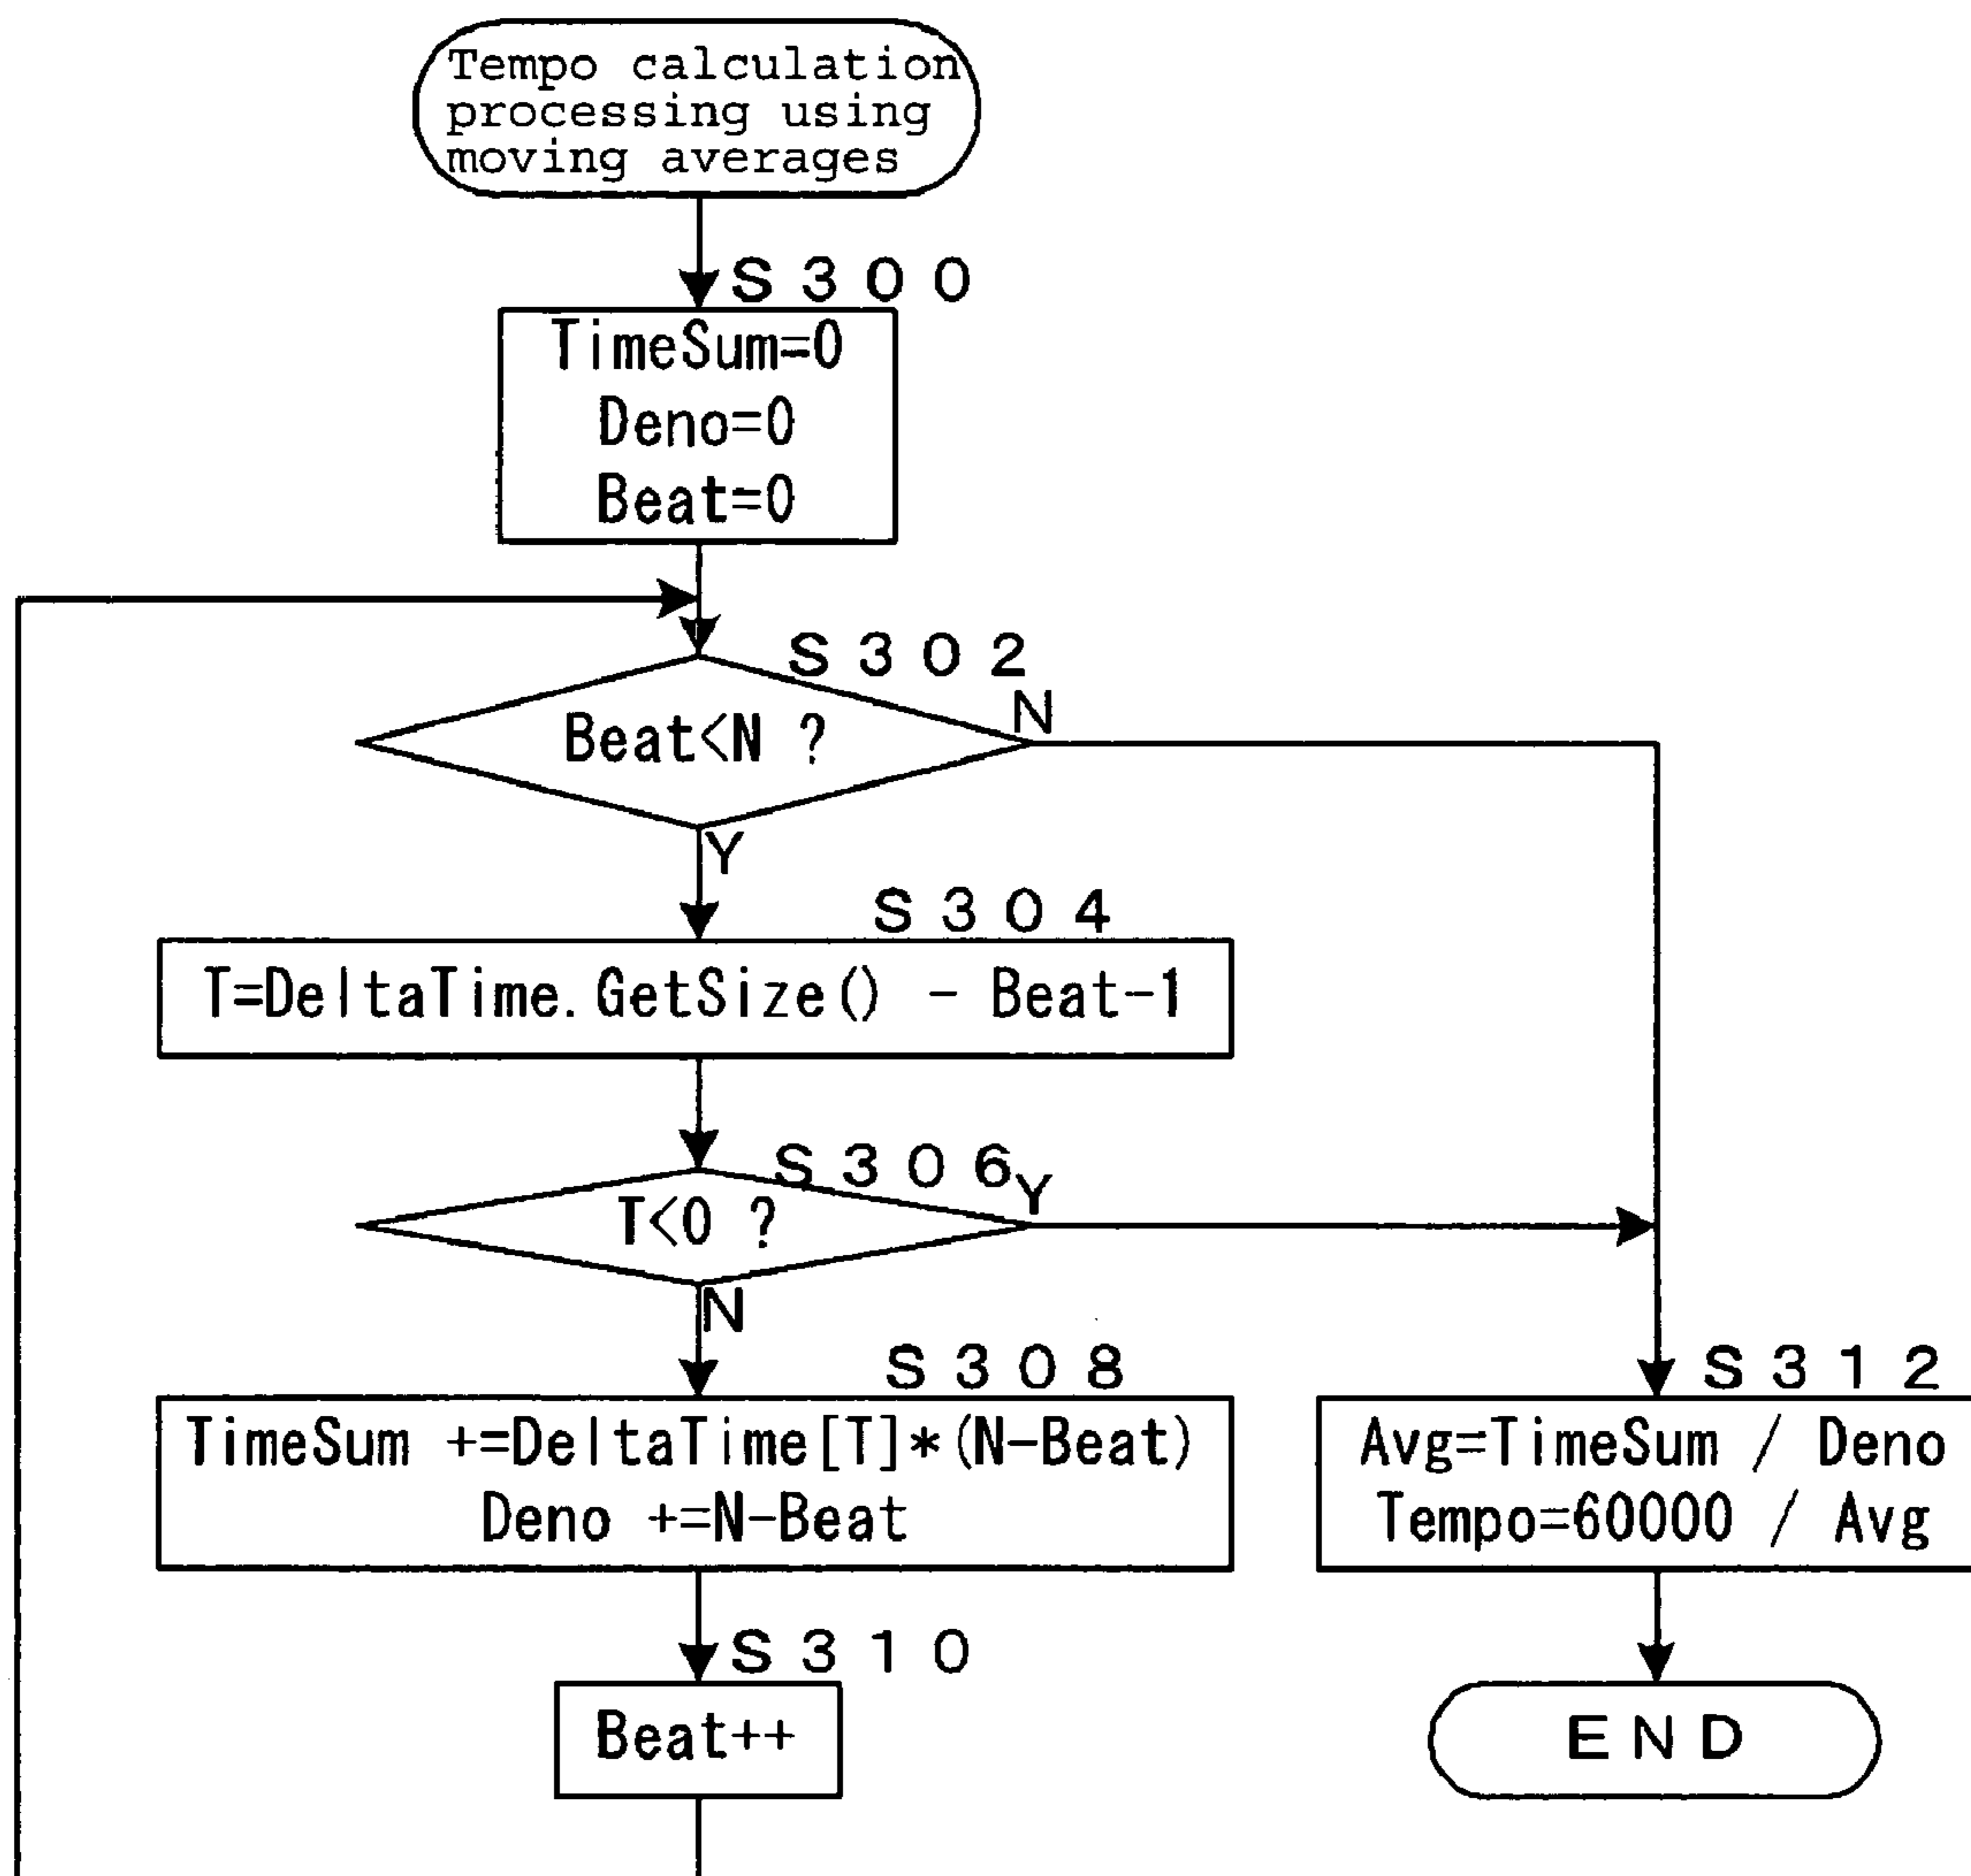 Tempo calculation
processing using
moving averages
S300
TimeSum=0
Deno=0
Beat=0
S302
Beat<N ?
N
Y
S304
T=DeltaTime.GetSize() - Beat-1
S306
T<0 ?
Y
N
S308
TimeSum +=DeltaTime[T]*(N-Beat)
Deno +=N-Beat
S312
Avg=TimeSum / Deno
Tempo=60000 / Avg
S310
Beat++
END